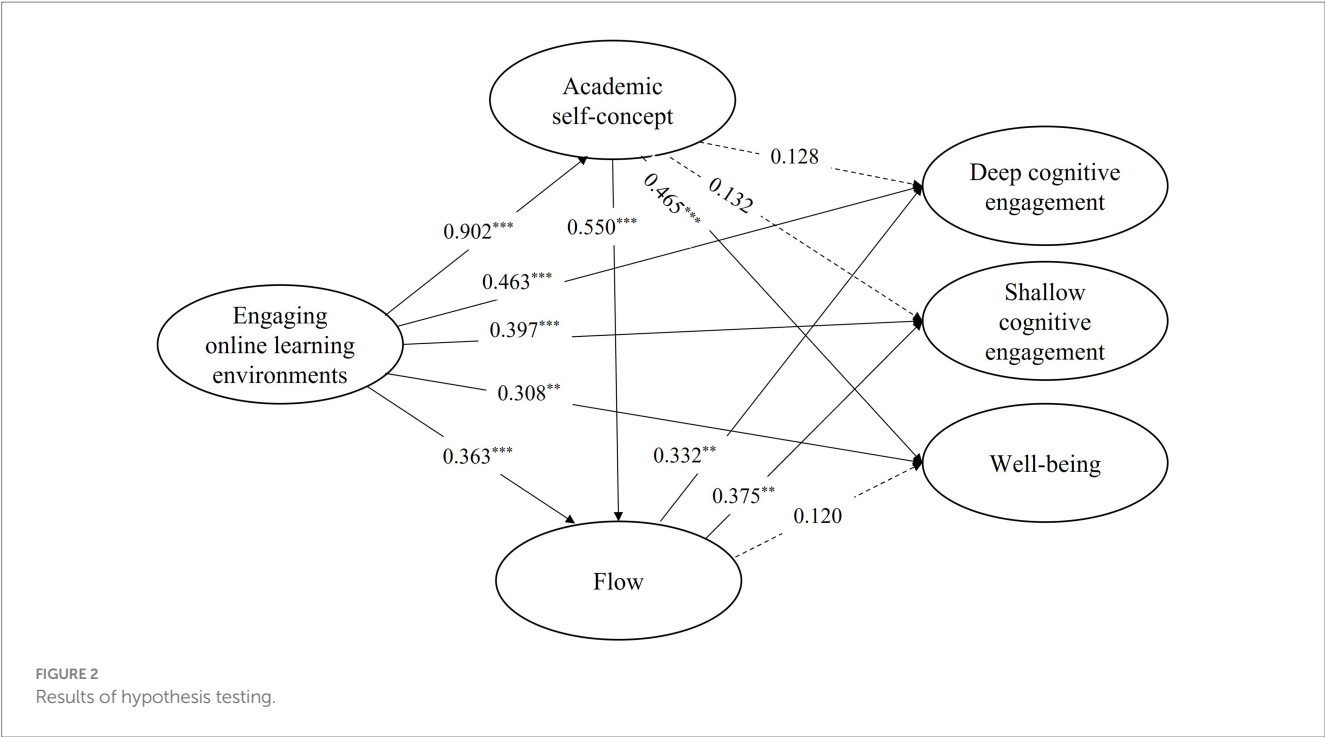 Academic
self-concept
0.128
Deep cognitive
engagement
0.132
0.465***
0.902***
0.550***
0.463***
Engaging
online learning
environments
0.397***
Shallow
cognitive
engagement
0.308**
0.363***
0.332**
Well-being
0.375**
0.120
Flow
FIGURE 2
Results of hypothesis testing.